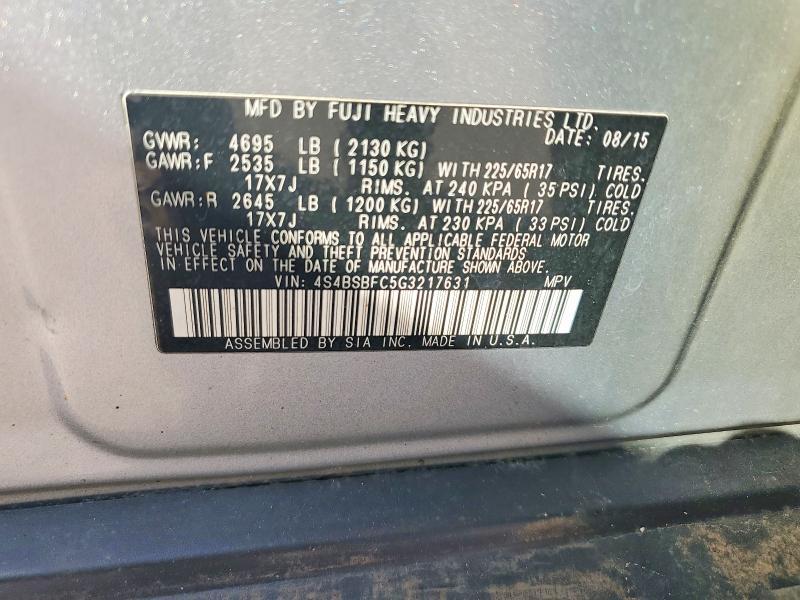 MFD BY FUJI HEAVY INDUSTRIES LTD.
DATE: 08/15
GVWR: 4695 LB ( 2130 KG)
GAWR:F 2535 LB ( 1150 KG) WITH 225/65R17 TIRES.
17X7J RIMS. AT 240 KPA ( 35 PSI) COLD
GAWR:R 2645 LB ( 1200 KG) WITH 225/65R17 TIRES.
17X7J RIMS. AT 230 KPA ( 33 PSI) COLD
THIS VEHICLE CONFORMS TO ALL APPLICABLE FEDERAL MOTOR
VEHICLE SAFETY AND THEFT PREVENTION STANDARDS
IN EFFECT ON THE DATE OF MANUFACTURE SHOWN ABOVE.
VIN: 4S4BSBFC5G3217631 MPV
ASSEMBLED BY SIA INC. MADE IN U.S.A.